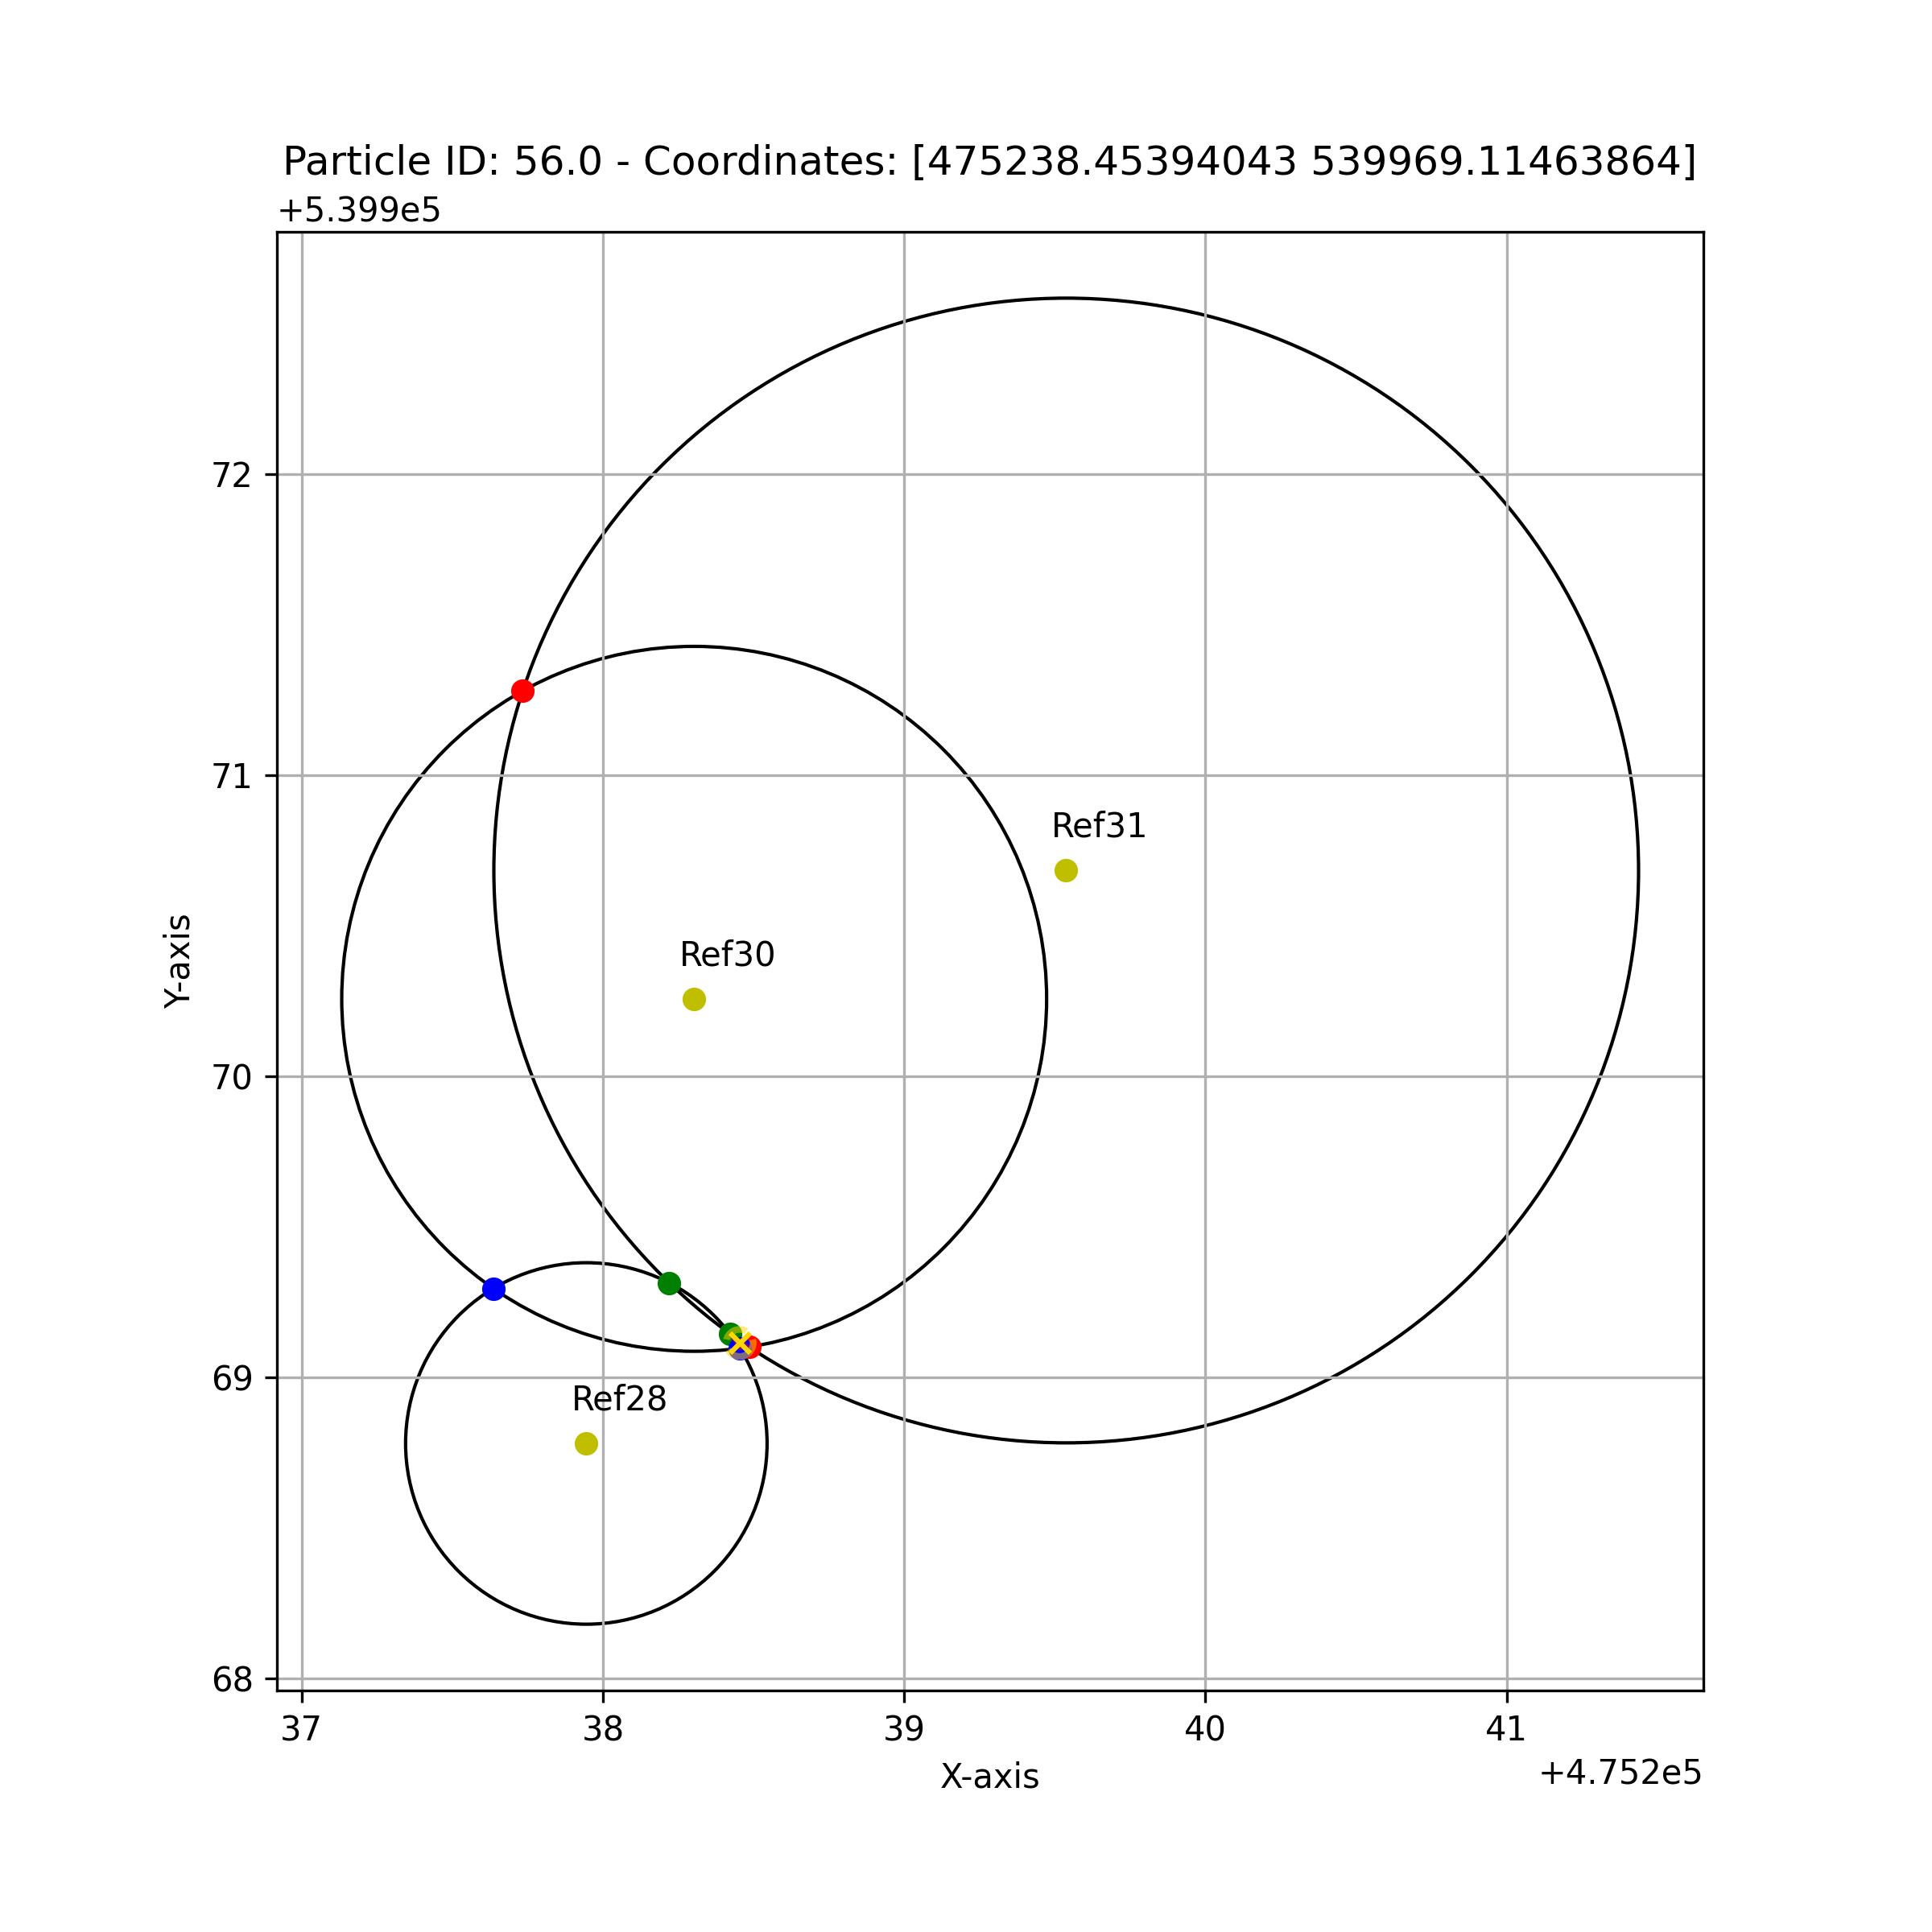 Particle ID: 56.0 - Coordinates: [475238.45394043 539969.11463864]
+5.399e5
72
71
70
69
68
Y-axis
Ref31
Ref30
Ref28
37 38 39 40 41
X-axis
+4.752e5